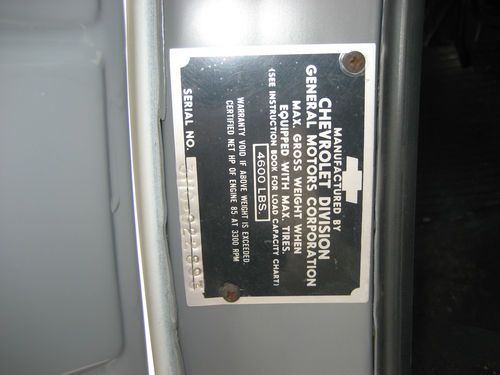 MANUFACTURED BY
CHEVROLET DIVISION
GENERAL MOTORS CORPORATION
MAX. GROSS WEIGHT WHEN
EQUIPPED WITH MAX. TIRES.
(SEE INSTRUCTION BOOK FOR LOAD CAPACITY CHART)
4600 LBS.
WARRANTY VOID IF ABOVE WEIGHT IS EXCEEDED.
CERTIFIED NET HP OF ENGINE 85 AT 3300 RPM
SERIAL NO.